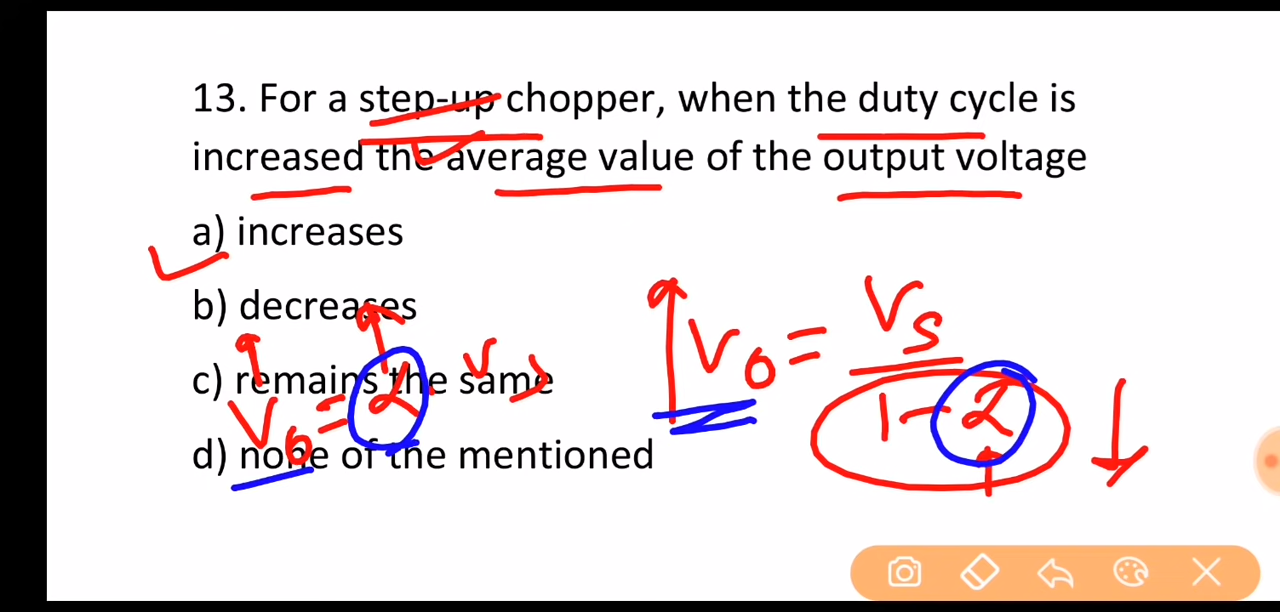 13. For a step-up chopper, when the duty cycle is
increased the average value of the output voltage
a) increases
b) decreases
c) remains the same
d) none of the mentioned
V0 = α · Vs
V0 = Vs / 1 - α